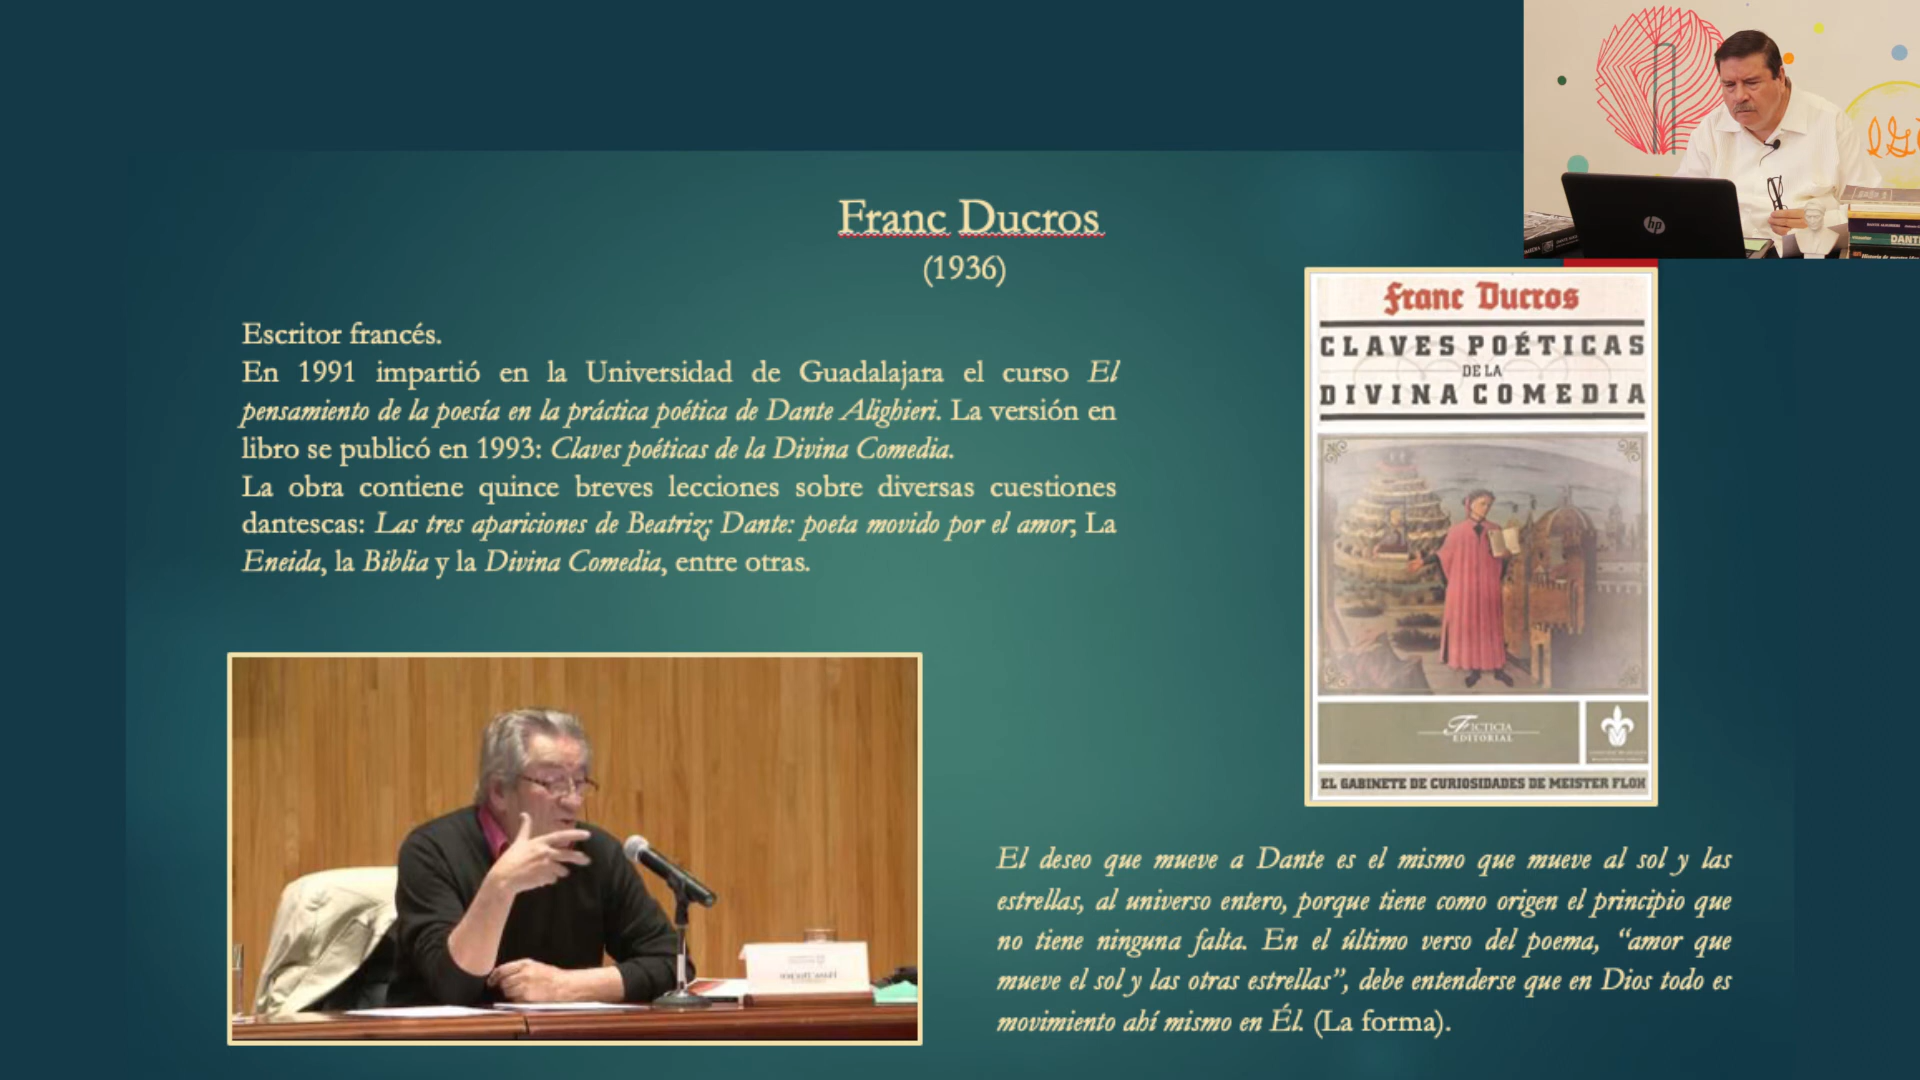 Franc Ducros
(1936)
Escritor francés.
En 1991 impartió en la Universidad de Guadalajara el curso El
pensamiento de la poesía en la práctica poética de Dante Alighieri. La versión en
libro se publicó en 1993: Claves poéticas de la Divina Comedia.
La obra contiene quince breves lecciones sobre diversas cuestiones
dantescas: Las tres apariciones de Beatriz; Dante: poeta movido por el amor; La
Eneida, la Biblia y la Divina Comedia, entre otras.
hp
DANTE
Franc Ducros
CLAVES POÉTICAS
DE LA
DIVINA COMEDIA
FICTICIA
EDITORIAL
EL GABINETE DE CURIOSIDADES DE MEISTER FLOH
El deseo que mueve a Dante es el mismo que mueve al sol y las
estrellas, al universo entero, porque tiene como origen el principio que
no tiene ninguna falta. En el último verso del poema, “amor que
mueve el sol y las otras estrellas”, debe entenderse que en Dios todo es
movimiento ahí mismo en Él. (La forma).